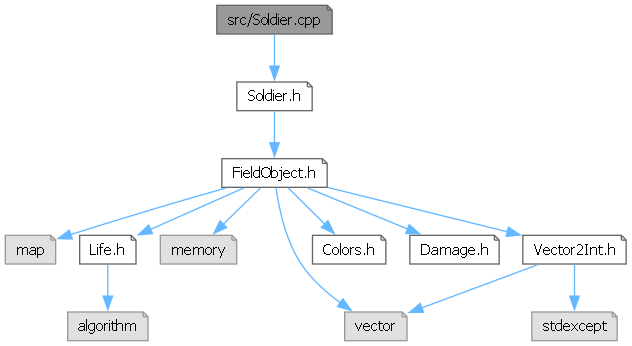 src/Soldier.cpp
Soldier.h
FieldObject.h
map
Life.h
memory
Colors.h
Damage.h
Vector2Int.h
algorithm
vector
stdexcept